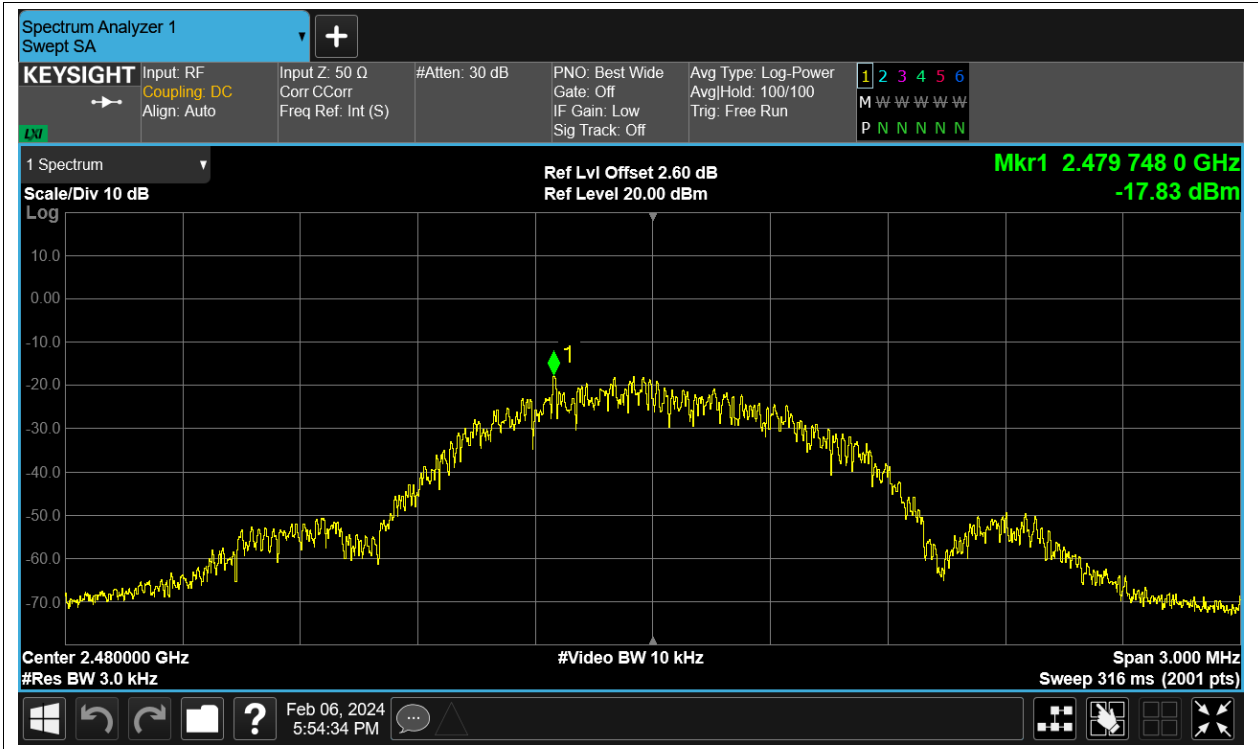 Spectrum Analyzer 1
Swept SA
KEYSIGHT
LXI
Input: RF
Coupling: DC
Align: Auto
Input Z: 50 Ω
Corr CCorr
Freq Ref: Int (S)
#Atten: 30 dB
PNO: Best Wide
Gate: Off
IF Gain: Low
Sig Track: Off
Avg Type: Log-Power
Avg|Hold: 100/100
Trig: Free Run
1 2 3 4 5 6
M W W W W W
P N N N N N
1 Spectrum
Scale/Div 10 dB
Log
Ref Lvl Offset 2.60 dB
Ref Level 20.00 dBm
Mkr1 2.479 748 0 GHz
-17.83 dBm
10.0
0.00
-10.0
1
-20.0
-30.0
-40.0
-50.0
-60.0
-70.0
Center 2.480000 GHz
#Video BW 10 kHz
Span 3.000 MHz
#Res BW 3.0 kHz
Sweep 316 ms (2001 pts)
?
Feb 06, 2024
5:54:34 PM